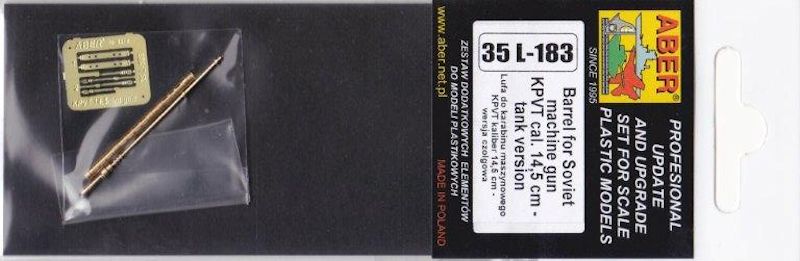 ABER
SINCE 1995
PROFESIONAL
UPDATE
AND UPGRADE
SET FOR SCALE
PLASTIC MODELS
35 L-183
Barrel for Soviet
machine gun
KPVT cal. 14,5 cm -
tank version
Lufa do karabinu maszynowego
KPVT kaliber 14,5 cm -
wersja czolgowa
www.aber.net.pl
ZESTAW DODATKOWYCH ELEMENTÓW
DO MODELI PLASTIKOWYCH
MADE IN POLAND
ABER